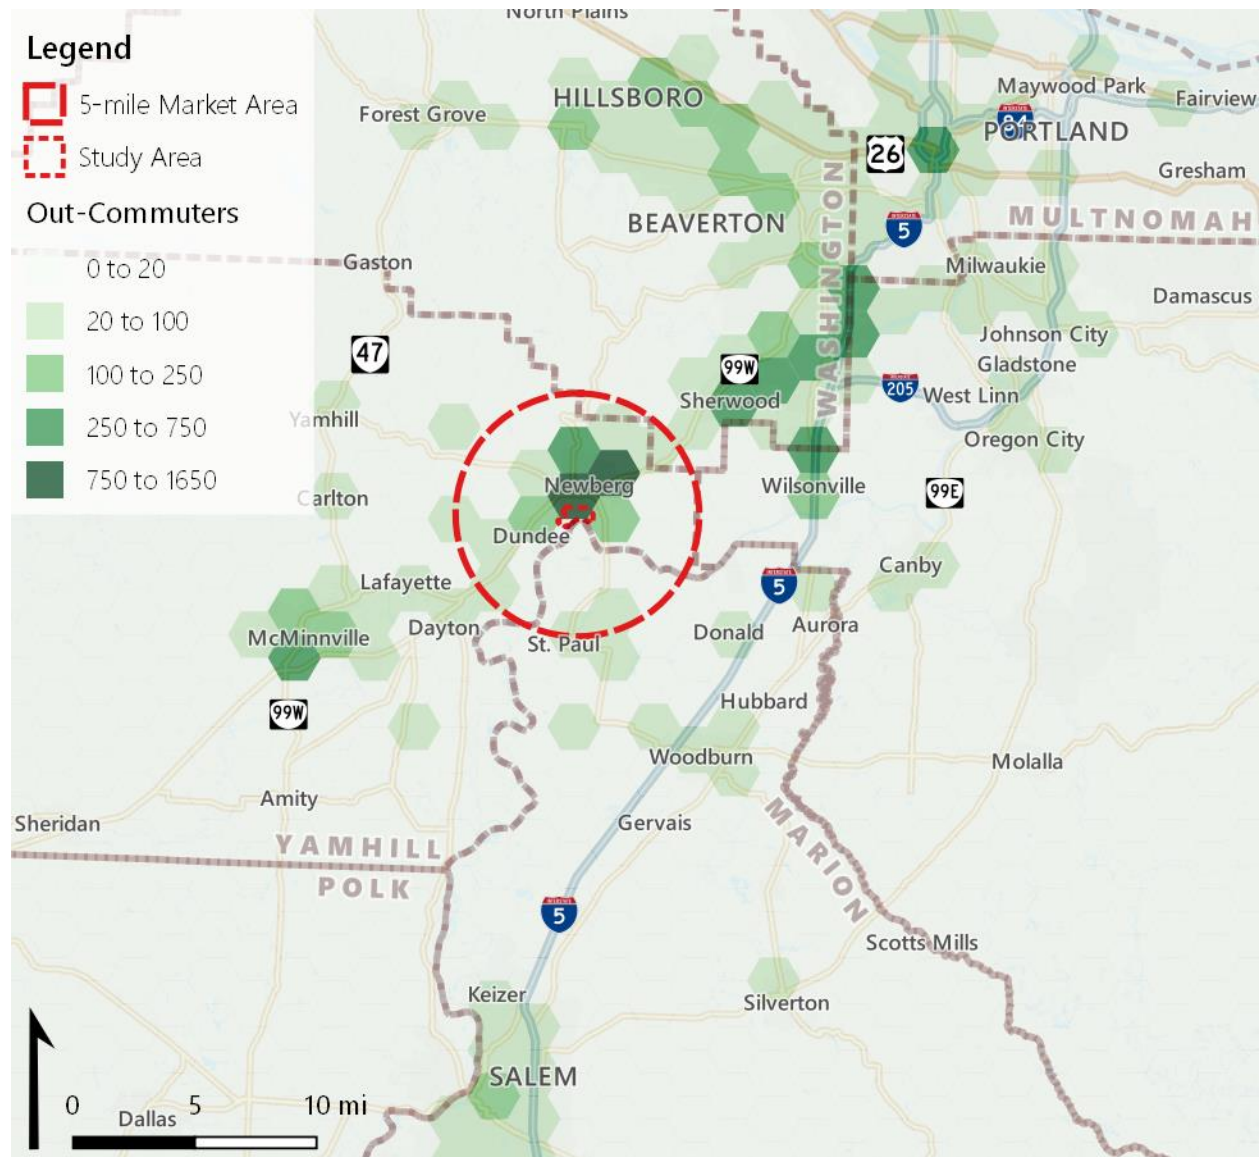 North Plains
Legend
5-mile Market Area
Study Area
Out-Commuters
0 to 20
20 to 100
100 to 250
250 to 750
750 to 1650
Forest Grove
HILLSBORO
Maywood Park
Fairview
84
PORTLAND
26
Gresham
BEAVERTON
WASHINGTON
5
MULTNOMAH
Gaston
Milwaukie
Damascus
47
Johnson City
Gladstone
99W
Sherwood
205
West Linn
Yamhill
Oregon City
Carlton
Newberg
Wilsonville
99E
Dundee
Canby
Lafayette
5
McMinnville
Dayton
St. Paul
Donald
Aurora
99W
Hubbard
Woodburn
Molalla
Amity
Sheridan
Gervais
YAMHILL
POLK
MARION
5
Scotts Mills
Keizer
Silverton
SALEM
0 5 10 mi
Dallas